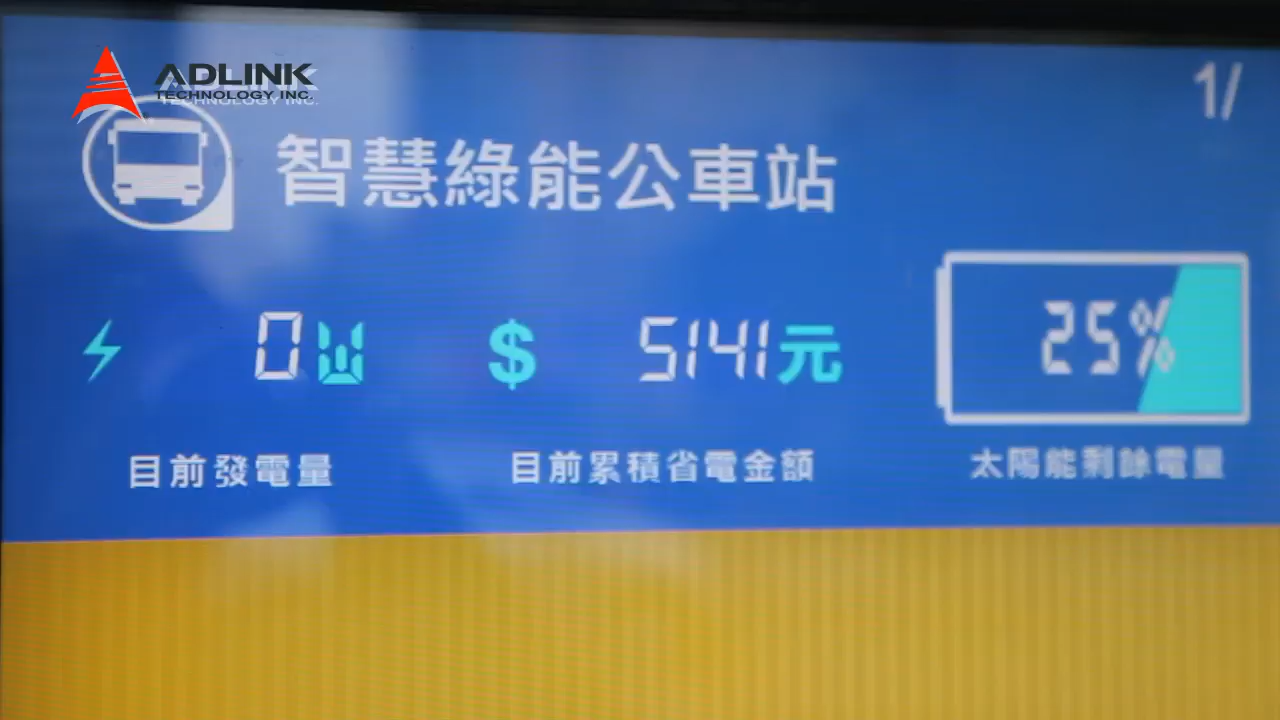 ADLINK
TECHNOLOGY INC.
1/
智慧綠能公車站
0W
$ 5141元
25%
目前發電量
目前累積省電金額
太陽能剩餘電量